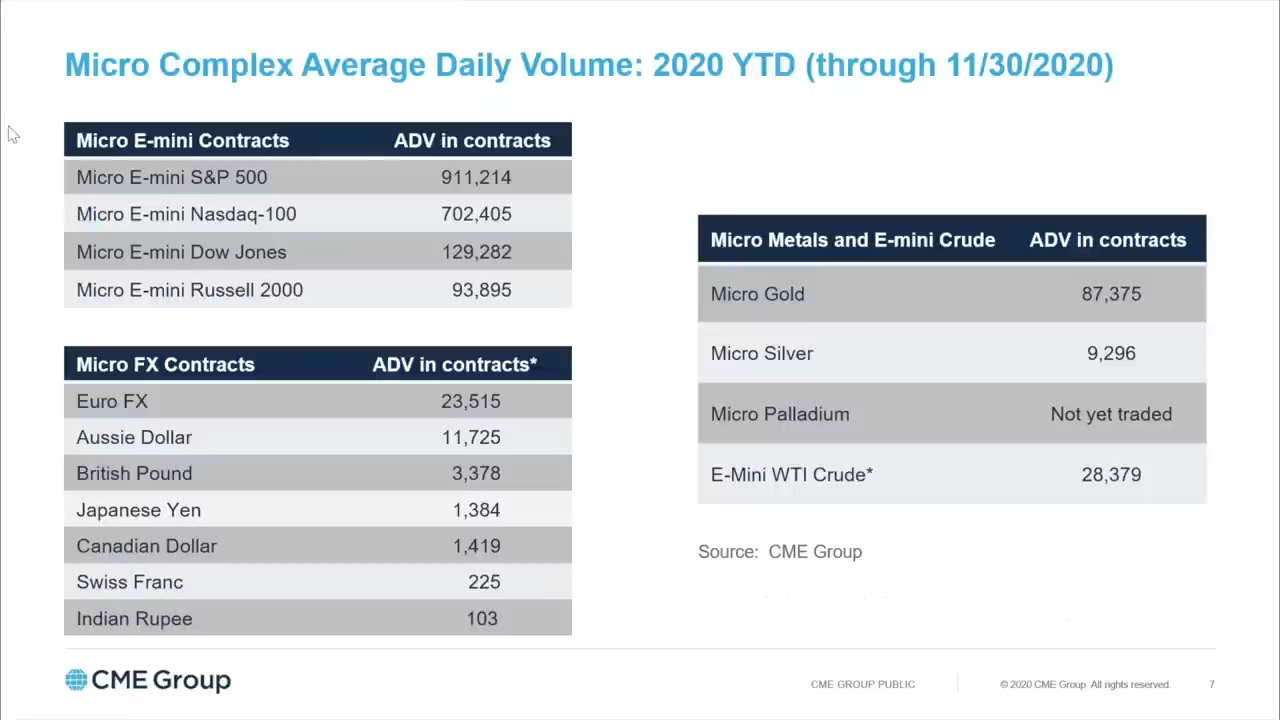 Micro Complex Average Daily Volume: 2020 YTD (through 11/30/2020)
Micro E-mini Contracts ADV in contracts
Micro E-mini S&P 500 911,214
Micro E-mini Nasdaq-100 702,405
Micro E-mini Dow Jones 129,282
Micro E-mini Russell 2000 93,895
Micro FX Contracts ADV in contracts*
Euro FX 23,515
Aussie Dollar 11,725
British Pound 3,378
Japanese Yen 1,384
Canadian Dollar 1,419
Swiss Franc 225
Indian Rupee 103
Micro Metals and E-mini Crude ADV in contracts
Micro Gold 87,375
Micro Silver 9,296
Micro Palladium Not yet traded
E-Mini WTI Crude* 28,379
Source: CME Group
CME Group
CME GROUP PUBLIC
© 2020 CME Group. All rights reserved.
7